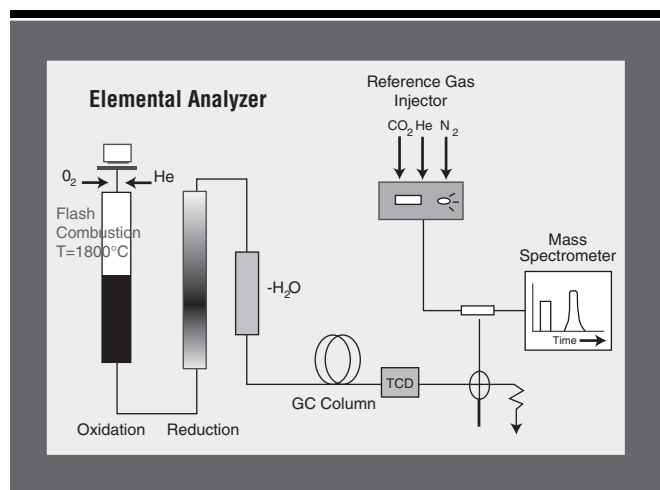 Elemental Analyzer
Reference Gas
Injector
CO2 He N2
O2 He
Flash
Combustion
T=1800°C
-H2O
Mass
Spectrometer
Time
TCD
GC Column
Oxidation Reduction